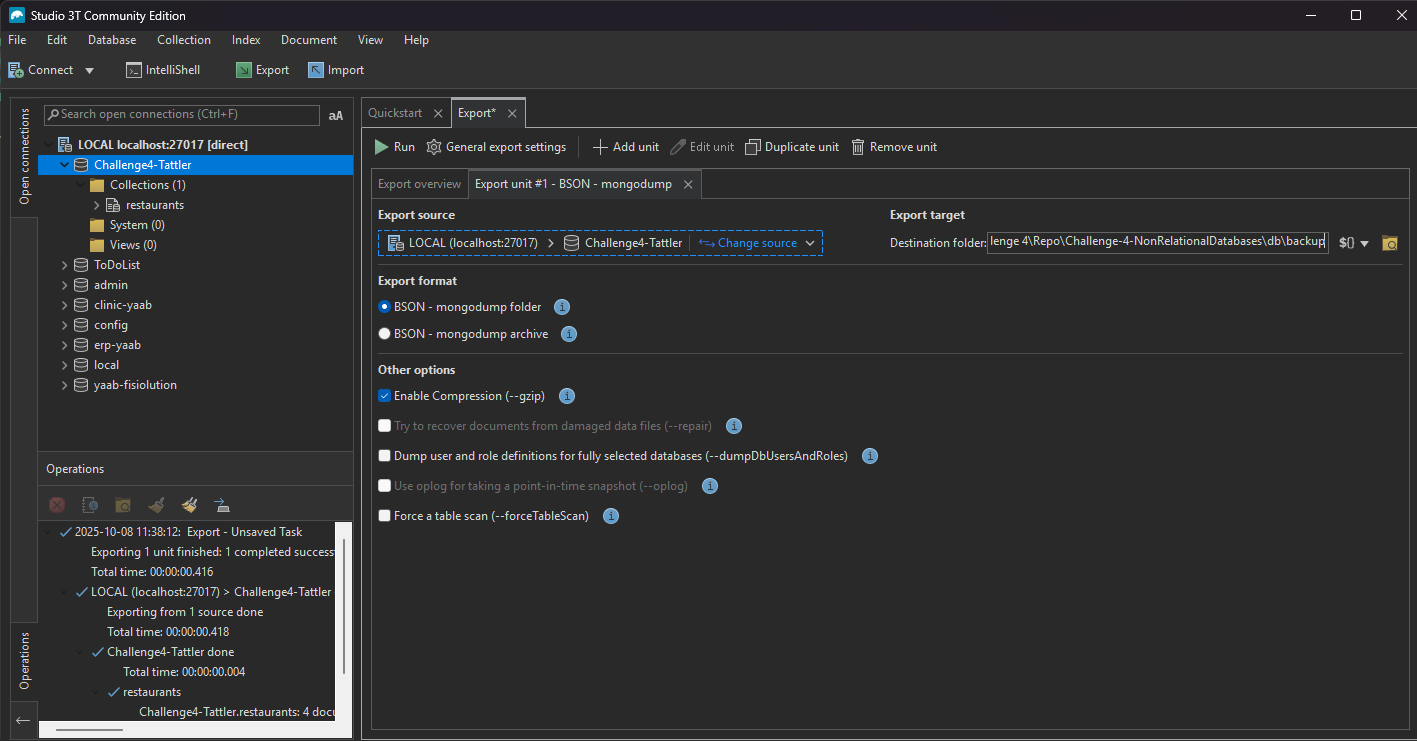 Studio 3T Community Edition
File Edit Database Collection Index Document View Help
Connect IntelliShell Export Import
Open connections
Search open connections (Ctrl+F) aA
LOCAL localhost:27017 [direct]
Challenge4-Tattler
Collections (1)
restaurants
System (0)
Views (0)
ToDoList
admin
clinic-yaab
config
erp-yaab
local
yaab-fisiolution
Operations
Operations
2025-10-08 11:38:12: Export - Unsaved Task
Exporting 1 unit finished: 1 completed success
Total time: 00:00:00.416
LOCAL (localhost:27017) > Challenge4-Tattler
Exporting from 1 source done
Total time: 00:00:00.418
Challenge4-Tattler done
Total time: 00:00:00.004
restaurants
Challenge4-Tattler.restaurants: 4 docu
Quickstart Export*
Run General export settings Add unit Edit unit Duplicate unit Remove unit
Export overview Export unit #1 - BSON - mongodump
Export source
LOCAL (localhost:27017) Challenge4-Tattler Change source
Export target
Destination folder: lenge 4\Repo\Challenge-4-NonRelationalDatabases\db\backup ${}
Export format
BSON - mongodump folder
BSON - mongodump archive
Other options
Enable Compression (--gzip)
Try to recover documents from damaged data files (--repair)
Dump user and role definitions for fully selected databases (--dumpDbUsersAndRoles)
Use oplog for taking a point-in-time snapshot (--oplog)
Force a table scan (--forceTableScan)